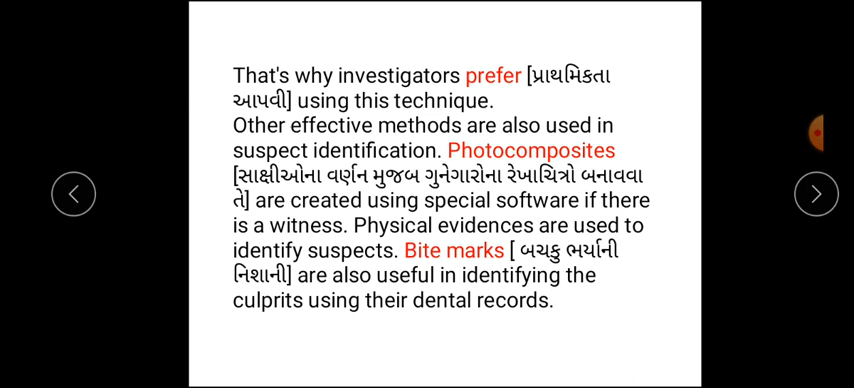 That's why investigators prefer [પ્રાથમિકતા
આપવી] using this technique.
Other effective methods are also used in
suspect identification. Photocomposites
[સાક્ષીઓના વર્ણન મુજબ ગુનેગારોના રેખાચિત્રો બનાવવા
તે] are created using special software if there
is a witness. Physical evidences are used to
identify suspects. Bite marks [ બચકુ ભર્યાની
નિશાની] are also useful in identifying the
culprits using their dental records.